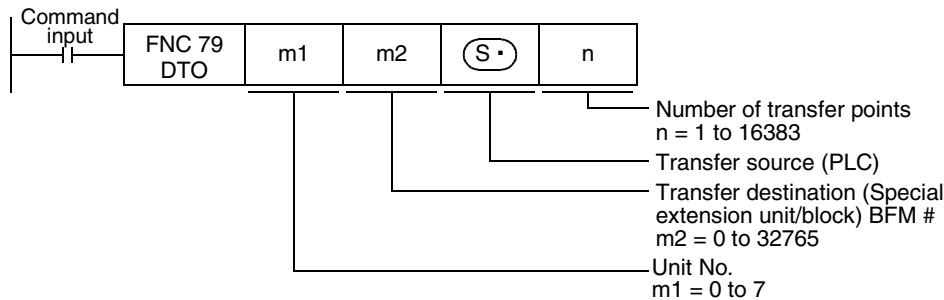 Command
input
FNC 79
DTO
m1
m2
S·
n
Number of transfer points
n = 1 to 16383
Transfer source (PLC)
Transfer destination (Special
extension unit/block) BFM #
m2 = 0 to 32765
Unit No.
m1 = 0 to 7